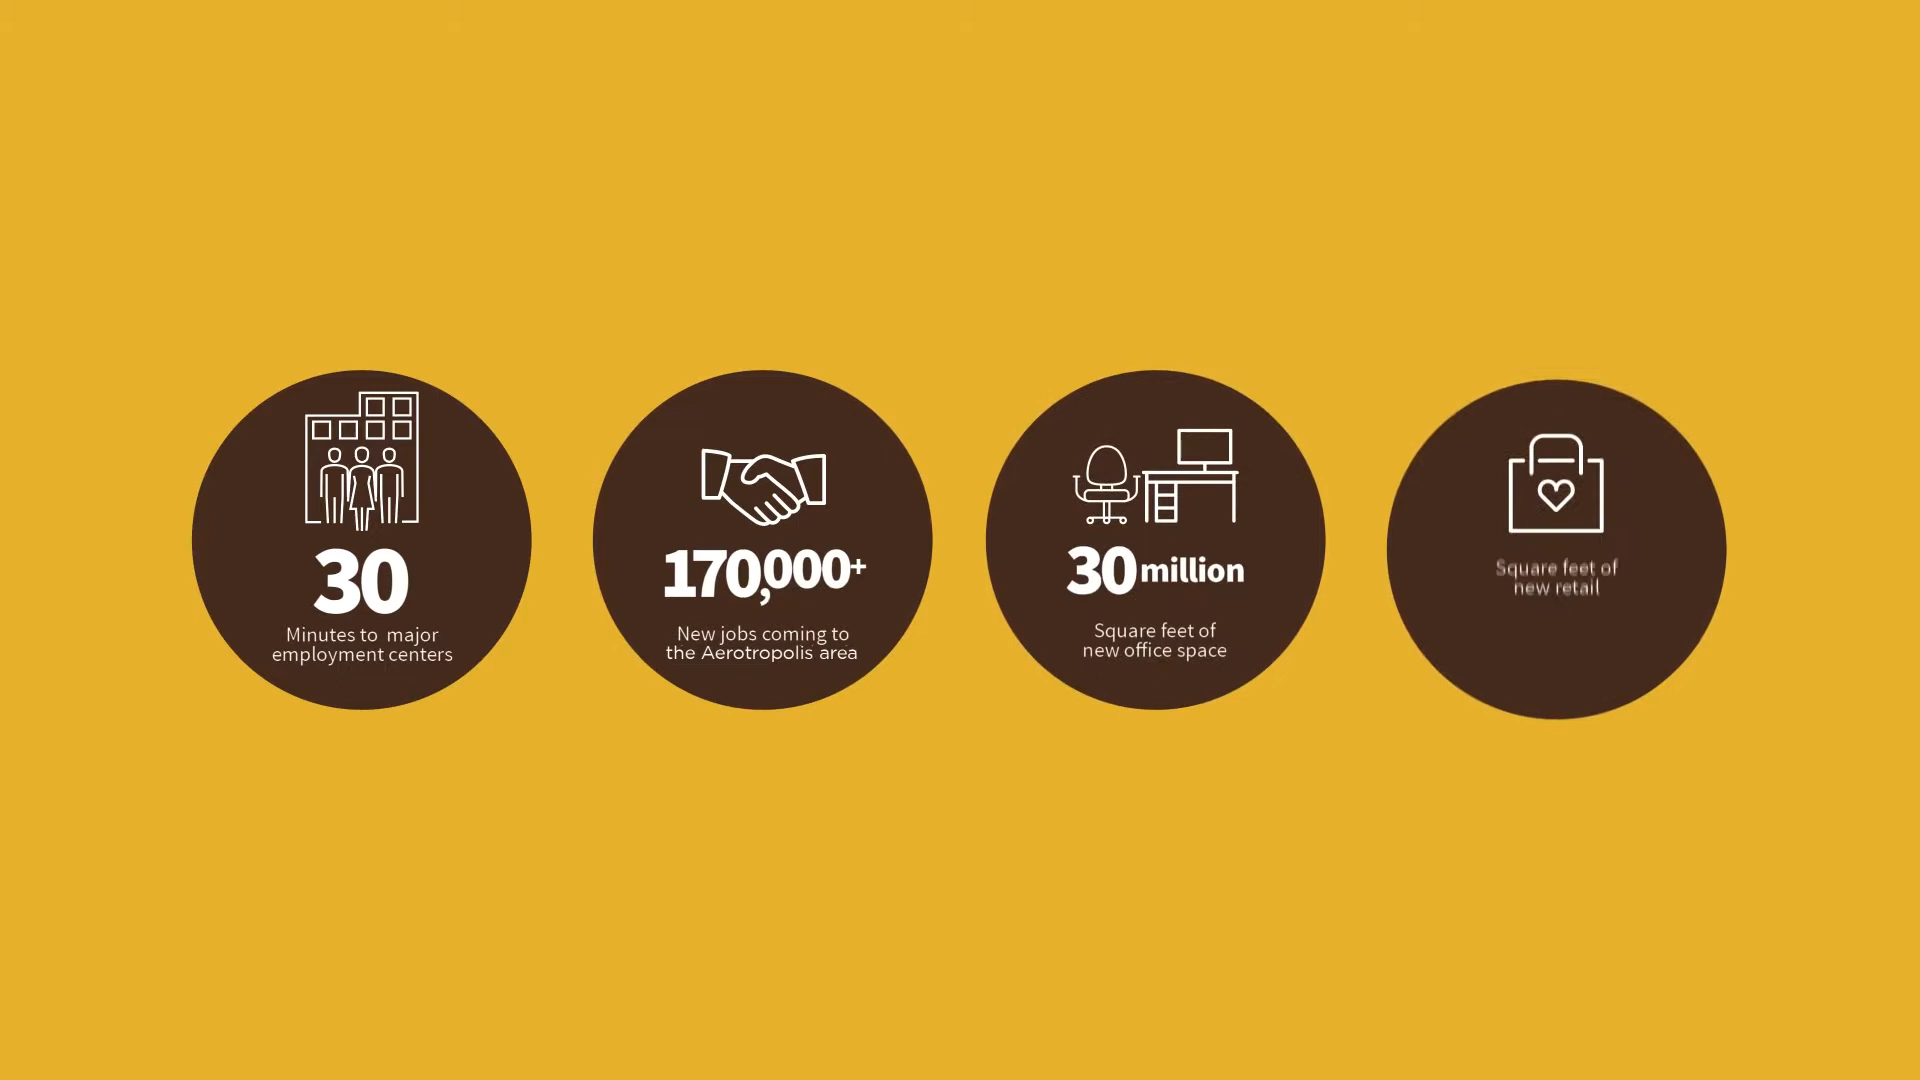 30
Minutes to major
employment centers
170,000+
New jobs coming to
the Aerotropolis area
30 million
Square feet of
new office space
Square feet of
new retail